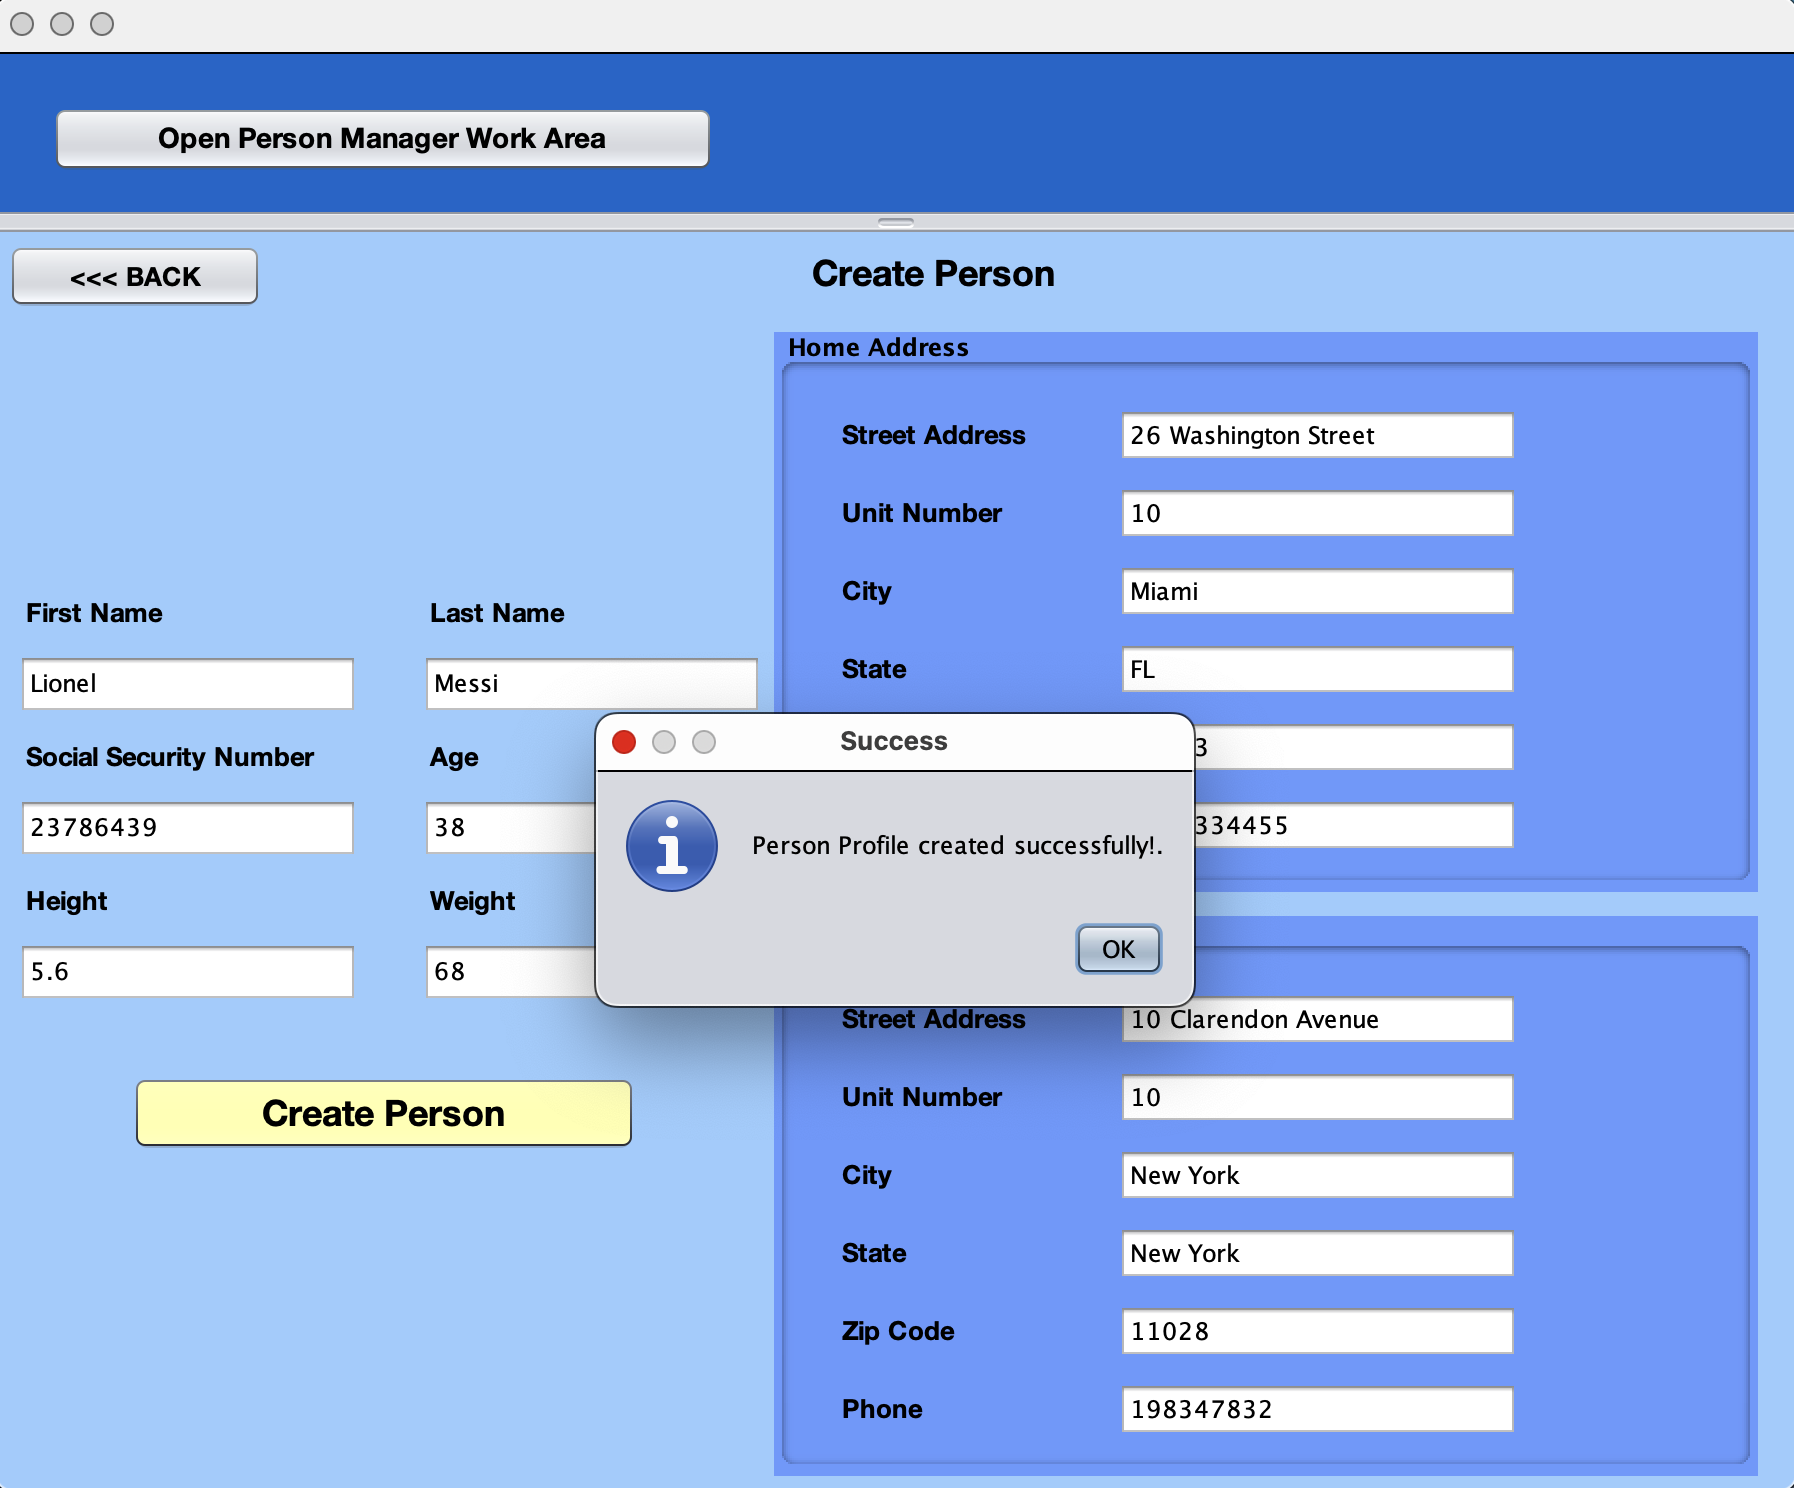 Open Person Manager Work Area
<<< BACK
Create Person
First Name
Last Name
Lionel
Messi
Social Security Number
Age
23786439
38
Height
Weight
5.6
68
Create Person
Home Address
Street Address
26 Washington Street
Unit Number
10
City
Miami
State
FL
Success
Person Profile created successfully!.
OK
Street Address
10 Clarendon Avenue
Unit Number
10
City
New York
State
New York
Zip Code
11028
Phone
198347832